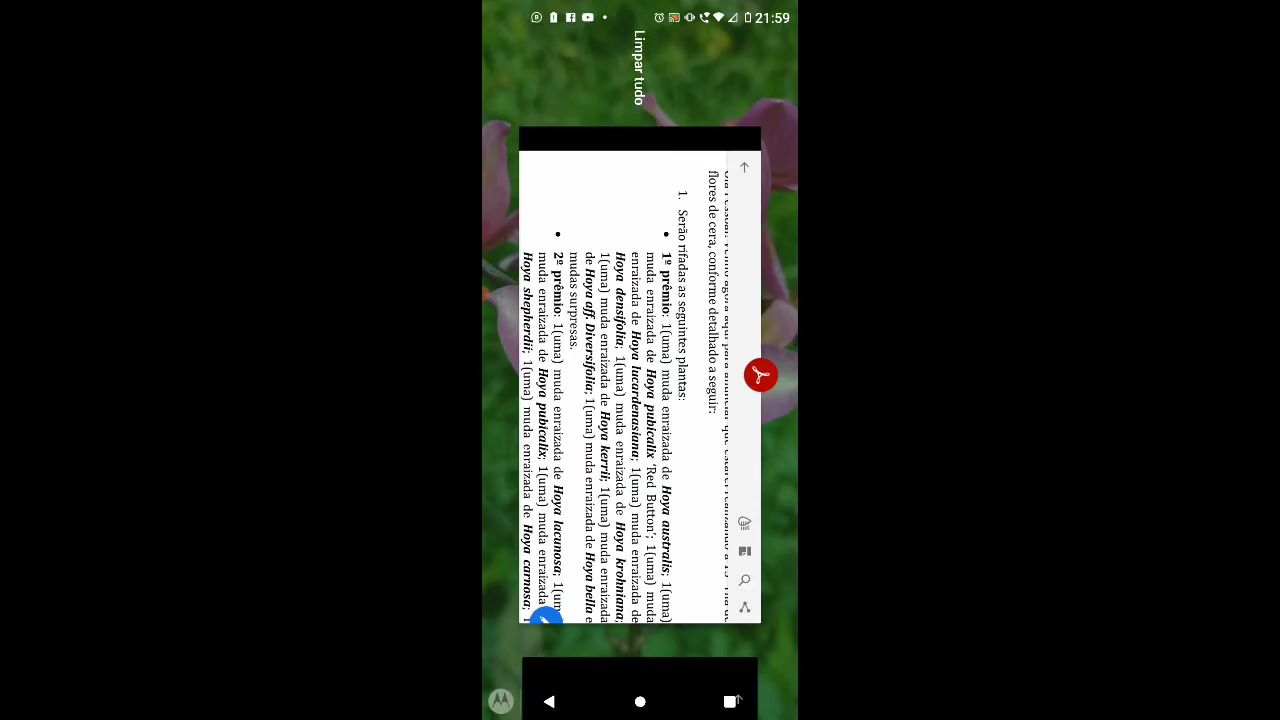 21:59
Limpar tudo
flores de cera, conforme detalhado a seguir:
1. Serão rifadas as seguintes plantas:
• 1º prêmio: 1(uma) muda enraizada de Hoya australis; 1(uma)
muda enraizada de Hoya pubicalix 'Red Button'; 1(uma) muda
enraizada de Hoya lucardenasiana; 1(uma) muda enraizada de
Hoya densifolia; 1(uma) muda enraizada de Hoya krohniana;
1(uma) muda enraizada de Hoya kerrii; 1(uma) muda enraizada
de Hoya aff. Diversifolia; 1(uma) muda enraizada de Hoya bella e
mudas surpresas.
• 2º prêmio: 1(uma) muda enraizada de Hoya lacunosa; 1(um
muda enraizada de Hoya pubicalix; 1(uma) muda enraizada
Hoya shepherdii; 1(uma) muda enraizada de Hoya carnosa; 1